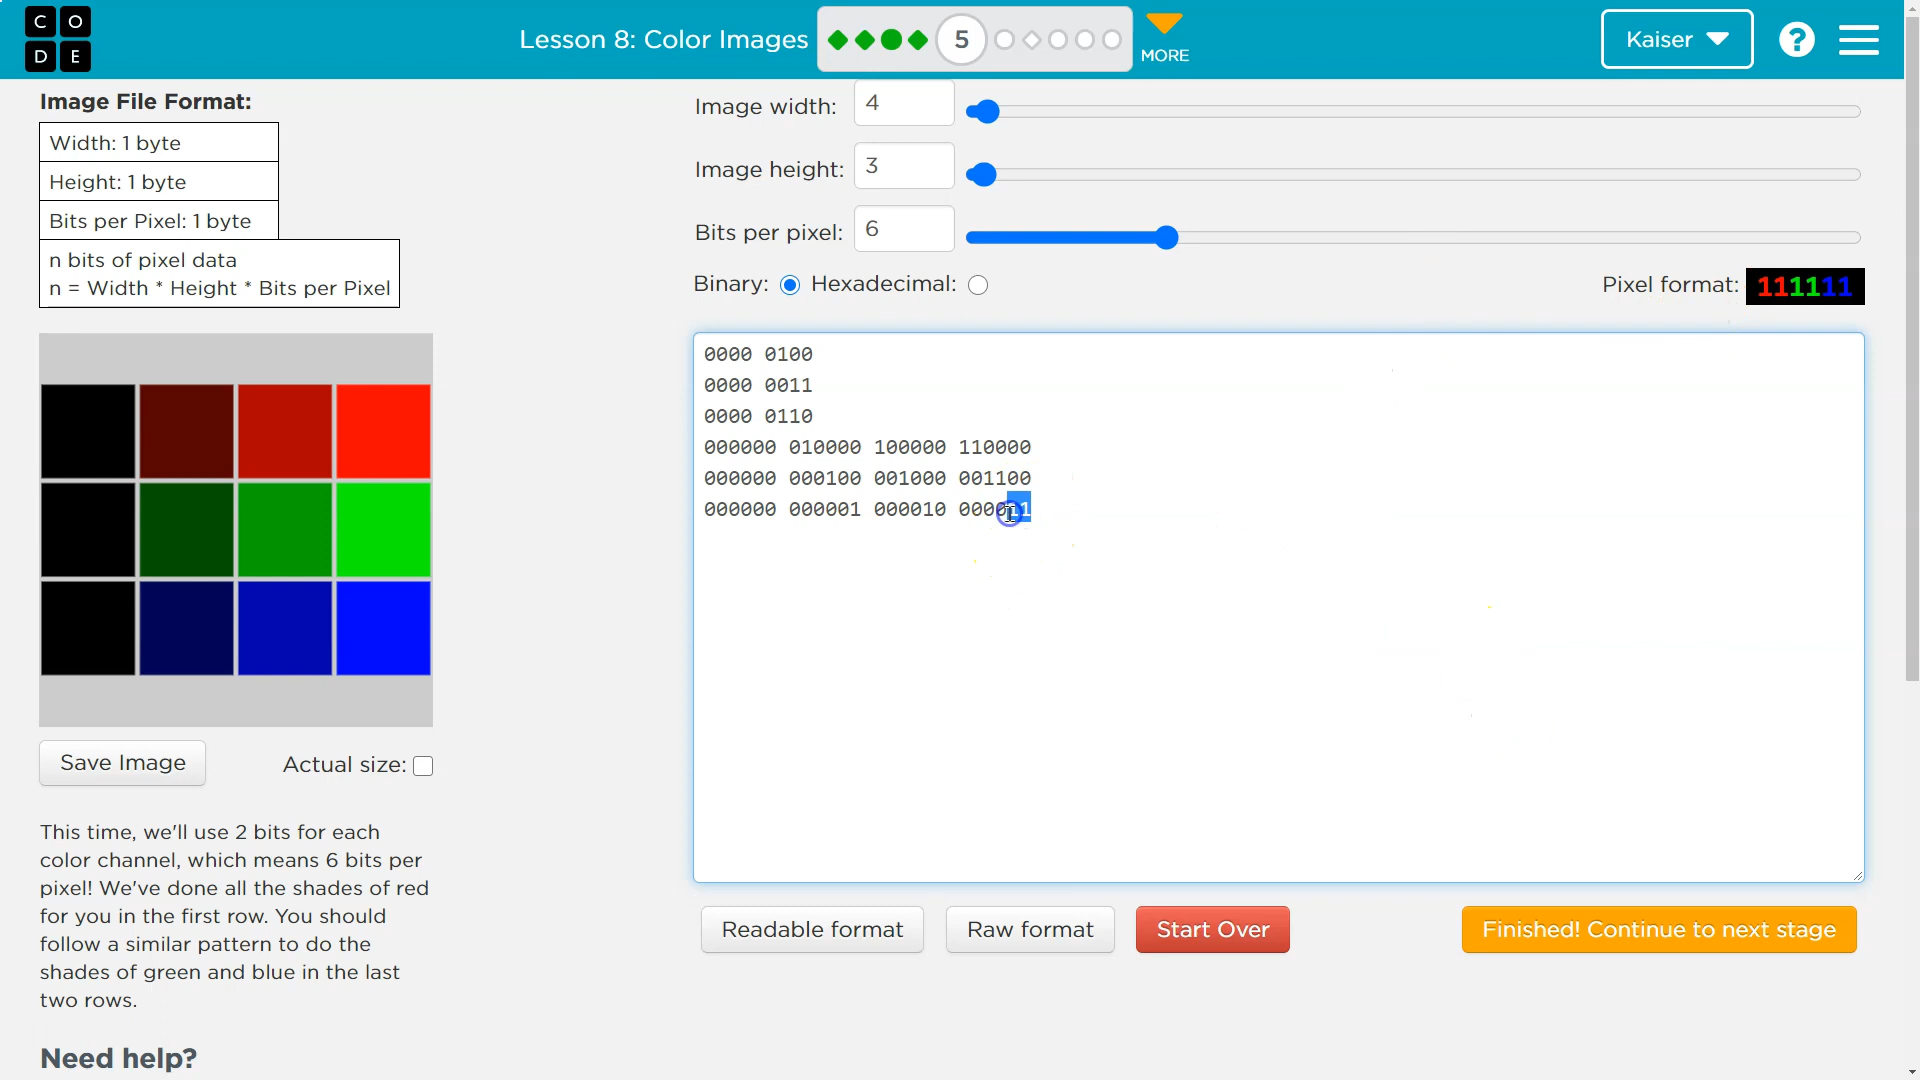 CODE
Lesson 8: Color Images
5
MORE
Kaiser
?
Image File Format:
Width: 1 byte
Height: 1 byte
Bits per Pixel: 1 byte
n bits of pixel data
n = Width * Height * Bits per Pixel
Image width: 4
Image height: 3
Bits per pixel: 6
Binary: Hexadecimal:
Pixel format: 111111
0000 0100
0000 0011
0000 0110
000000 010000 100000 110000
000000 000100 001000 001100
000000 000001 000010 000011
Save Image
Actual size:
This time, we'll use 2 bits for each
color channel, which means 6 bits per
pixel! We've done all the shades of red
for you in the first row. You should
follow a similar pattern to do the
shades of green and blue in the last
two rows.
Need help?
Readable format
Raw format
Start Over
Finished! Continue to next stage